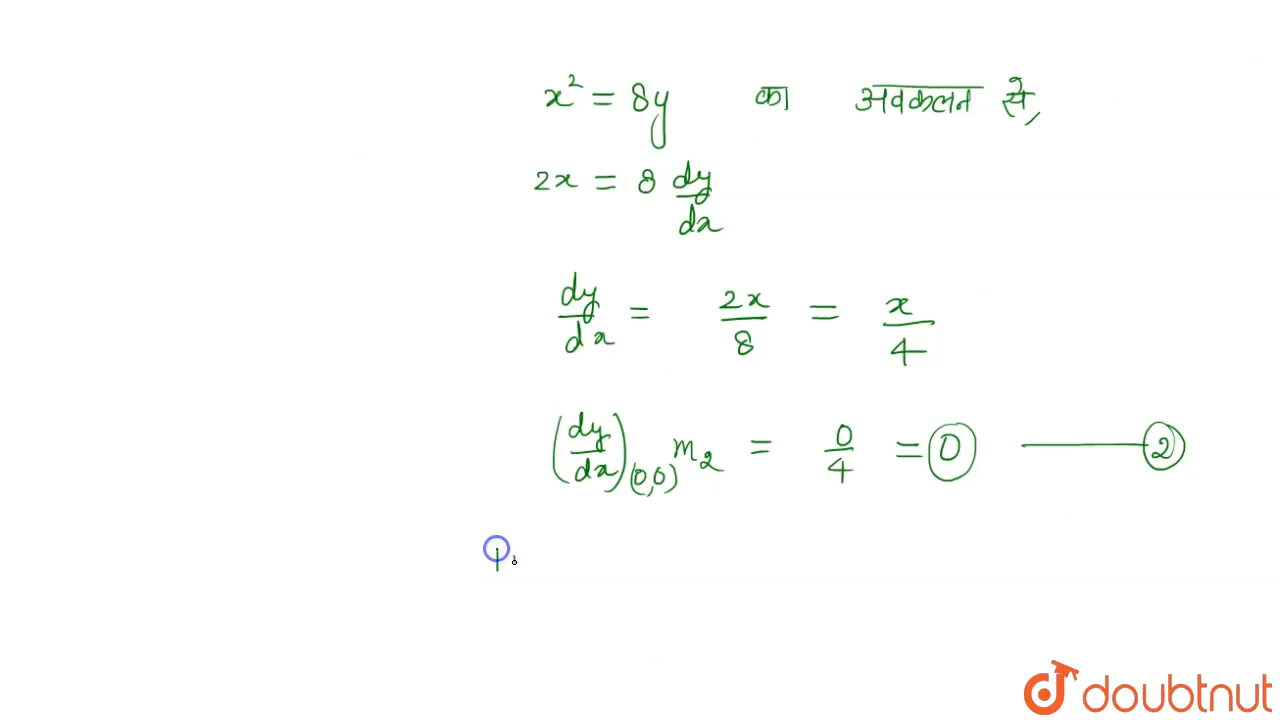 x² = 8y का अवकलन से,
2x = 8 dy/dx
dy/dx = 2x/8 = x/4
(dy/dx)(0,0) m₂ = 0/4 = 0 ——— 2
doubtnut